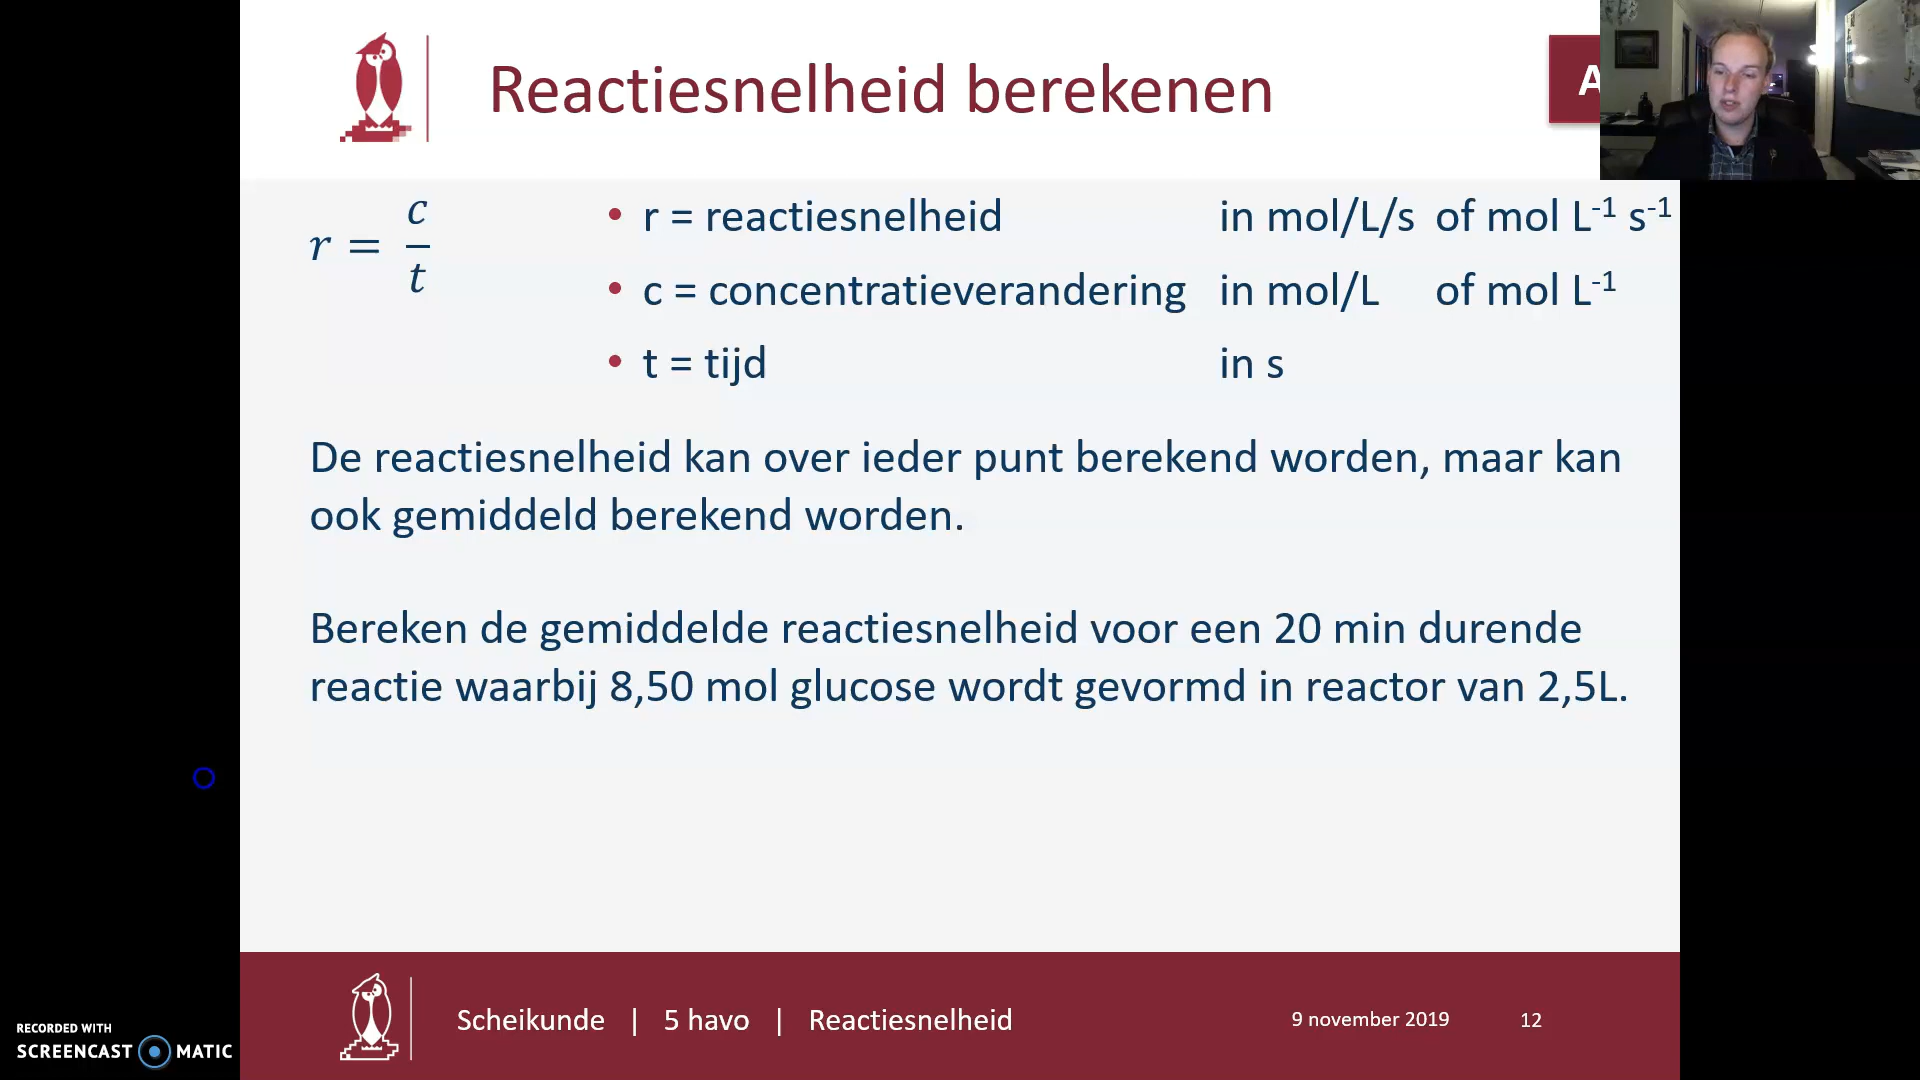 Reactiesnelheid berekenen
A
r = c/t
• r = reactiesnelheid in mol/L/s of mol L⁻¹ s⁻¹
• c = concentratieverandering in mol/L of mol L⁻¹
• t = tijd in s
De reactiesnelheid kan over ieder punt berekend worden, maar kan
ook gemiddeld berekend worden.
Bereken de gemiddelde reactiesnelheid voor een 20 min durende
reactie waarbij 8,50 mol glucose wordt gevormd in reactor van 2,5L.
Scheikunde | 5 havo | Reactiesnelheid 9 november 2019 12
RECORDED WITH
SCREENCAST MATIC